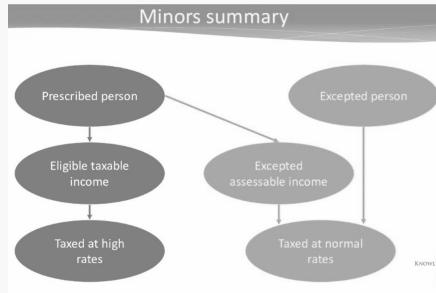 Minors summary
Prescribed person
Excepted person
Eligible taxable
income
Excepted
assessable income
Taxed at high
rates
Taxed at normal
rates